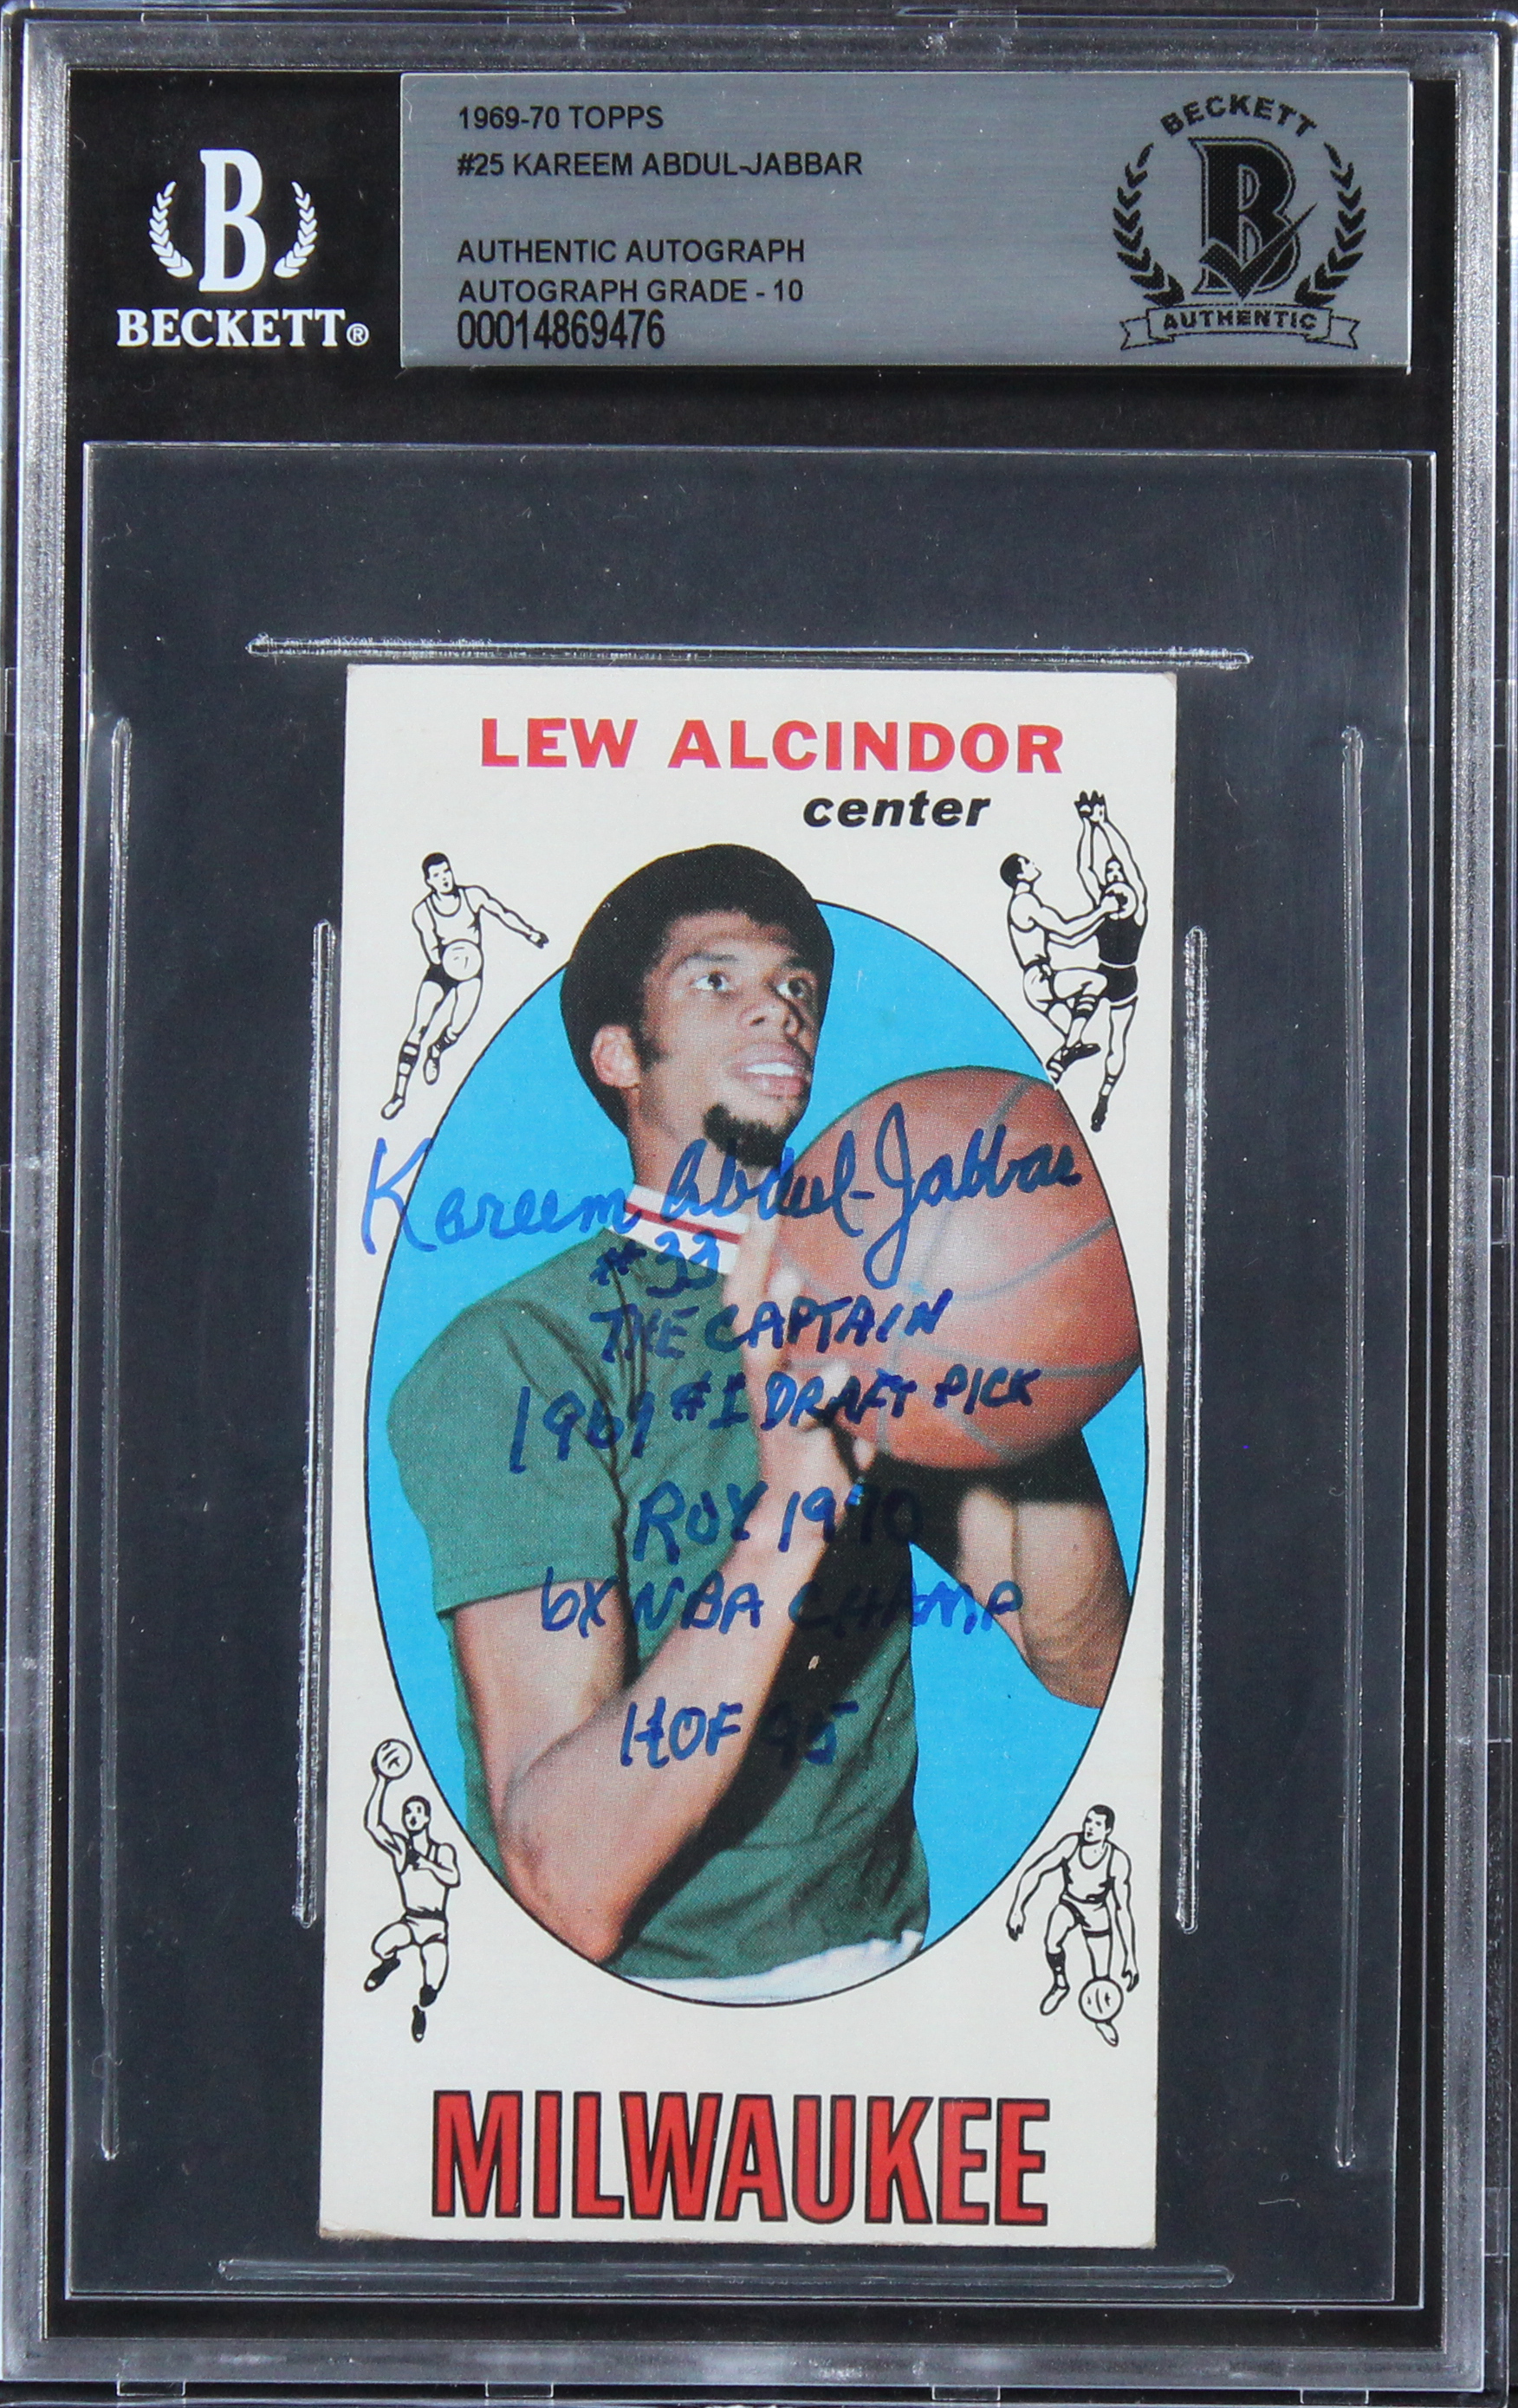 1969-70 TOPPS
#25 KAREEM ABDUL-JABBAR
AUTHENTIC AUTOGRAPH
AUTOGRAPH GRADE - 10
00014869476
B
BECKETT®
BECKETT
B
AUTHENTIC
LEW ALCINDOR
center
Kareem Abdul-Jabbar
#33
THE CAPTAIN
1969 #1 DRAFT PICK
ROY 1970
6X NBA CHAMP
HOF 95
MILWAUKEE